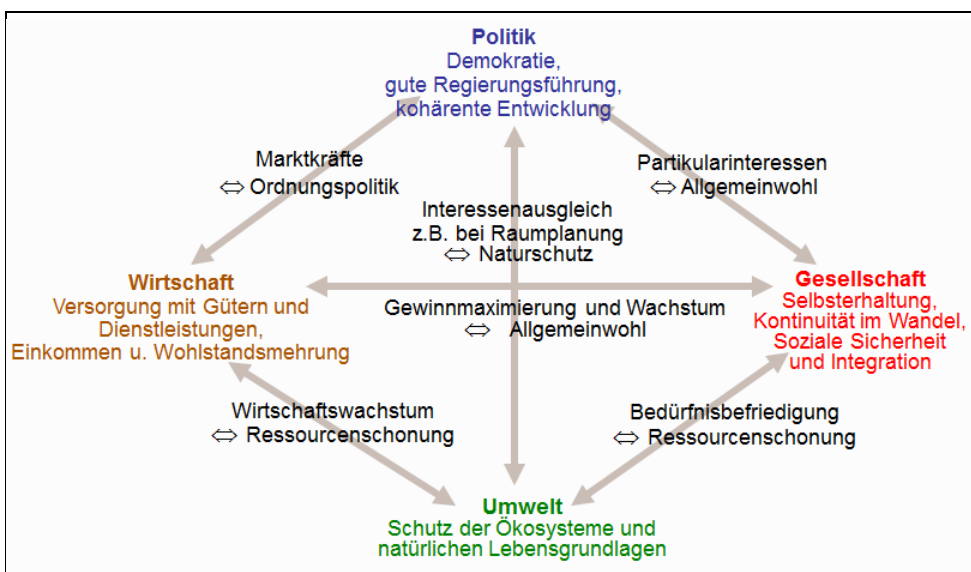 Politik
Demokratie,
gute Regierungsführung,
kohärente Entwicklung
Marktkräfte
⇔ Ordnungspolitik
Partikularinteressen
⇔ Allgemeinwohl
Interessenausgleich
z.B. bei Raumplanung
⇔ Naturschutz
Wirtschaft
Versorgung mit Gütern und
Dienstleistungen,
Einkommen u. Wohlstandsmehrung
Gewinnmaximierung und Wachstum
⇔ Allgemeinwohl
Gesellschaft
Selbsterhaltung,
Kontinuität im Wandel,
Soziale Sicherheit
und Integration
Wirtschaftswachstum
⇔ Ressourcenschonung
Bedürfnisbefriedigung
⇔ Ressourcenschonung
Umwelt
Schutz der Ökosysteme und
natürlichen Lebensgrundlagen